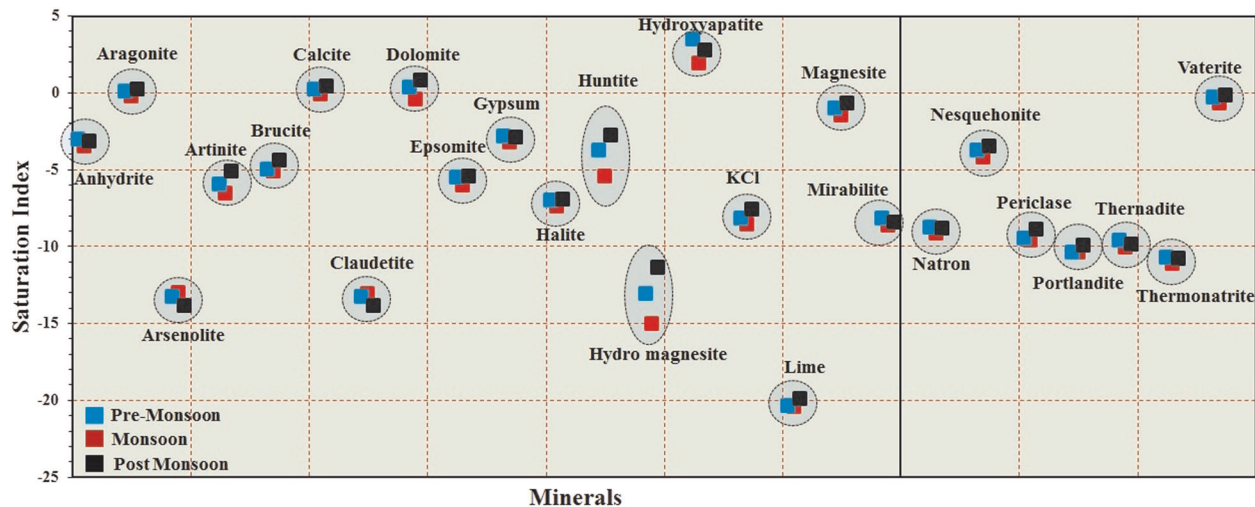 5
0
-5
-10
-15
-20
-25
Saturation Index
Minerals
Aragonite
Anhydrite
Artinite
Brucite
Arsenolite
Calcite
Claudetite
Dolomite
Epsomite
Gypsum
Halite
Huntite
Hydro magnesite
Hydroxyapatite
KCl
Lime
Magnesite
Mirabilite
Natron
Nesquehonite
Periclase
Portlandite
Thernadite
Thermonatrite
Vaterite
Pre-Monsoon
Monsoon
Post Monsoon